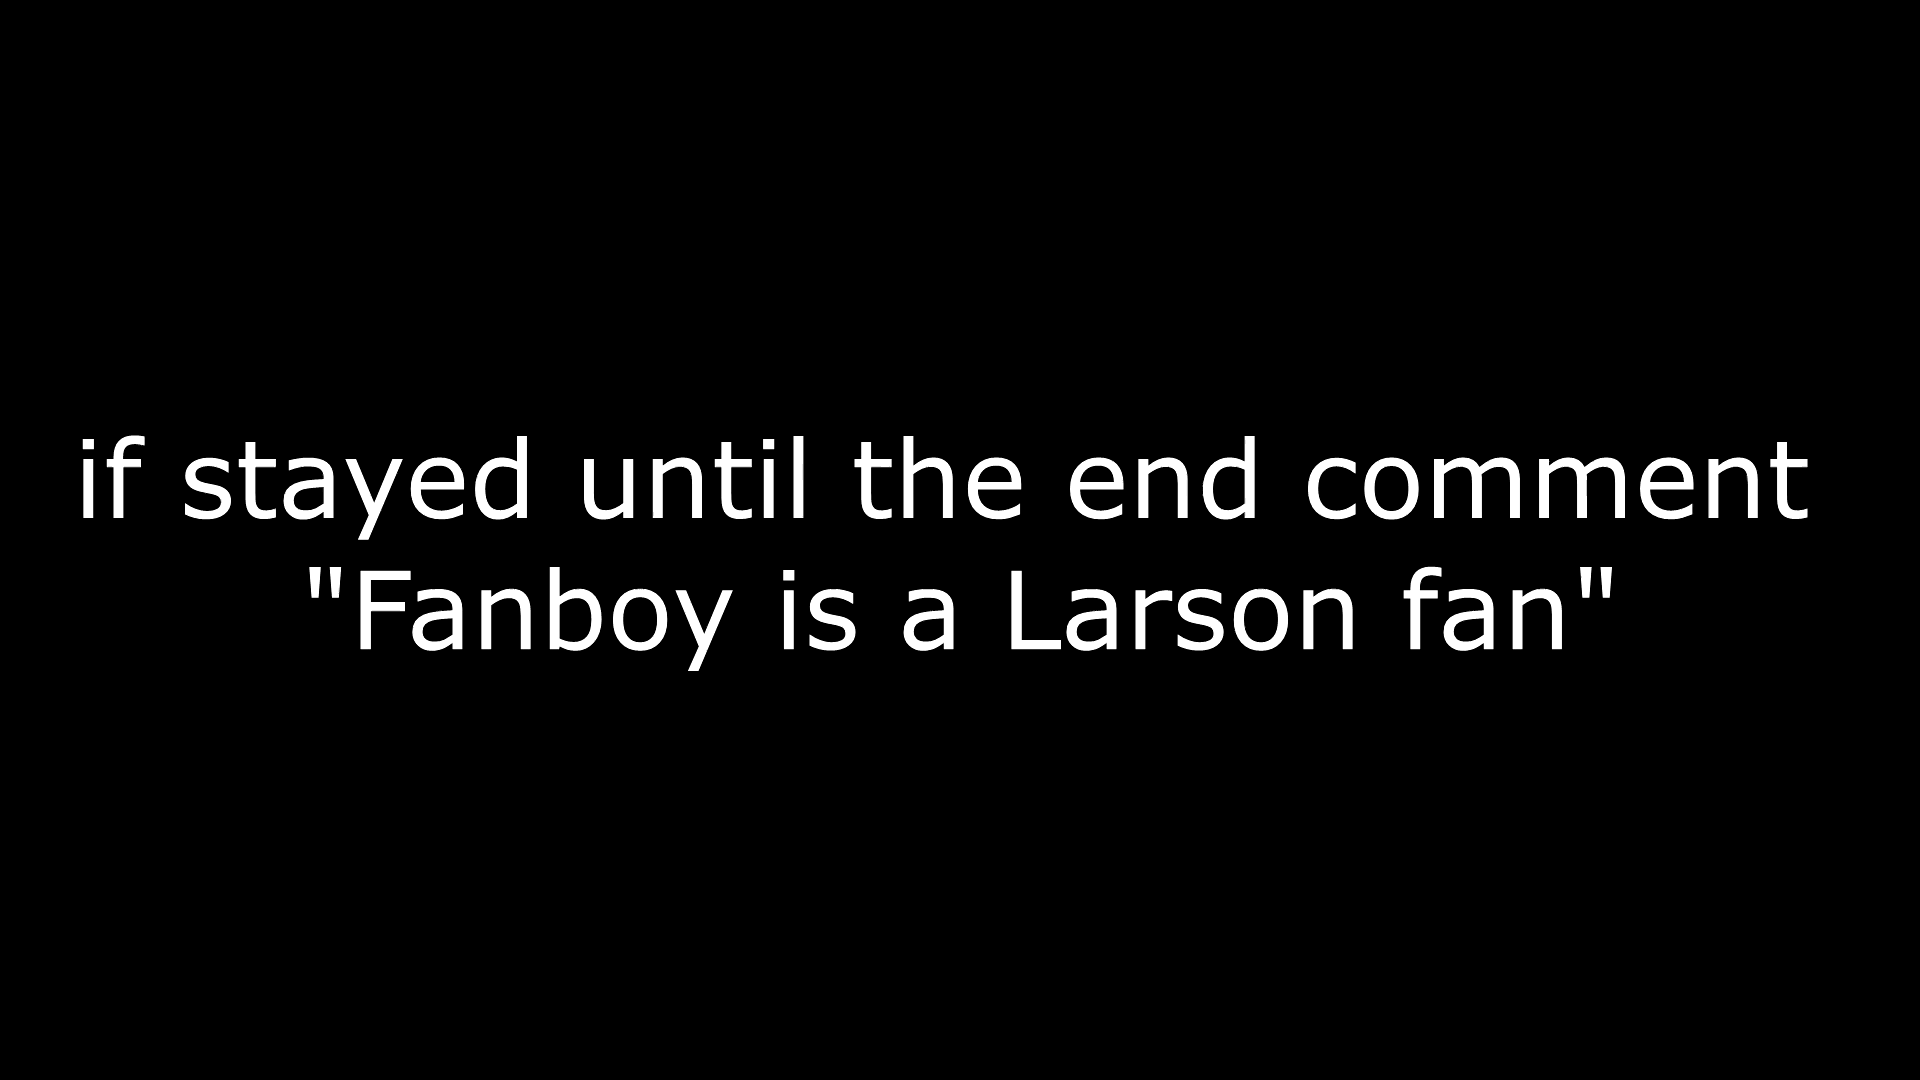 if stayed until the end comment
"Fanboy is a Larson fan"